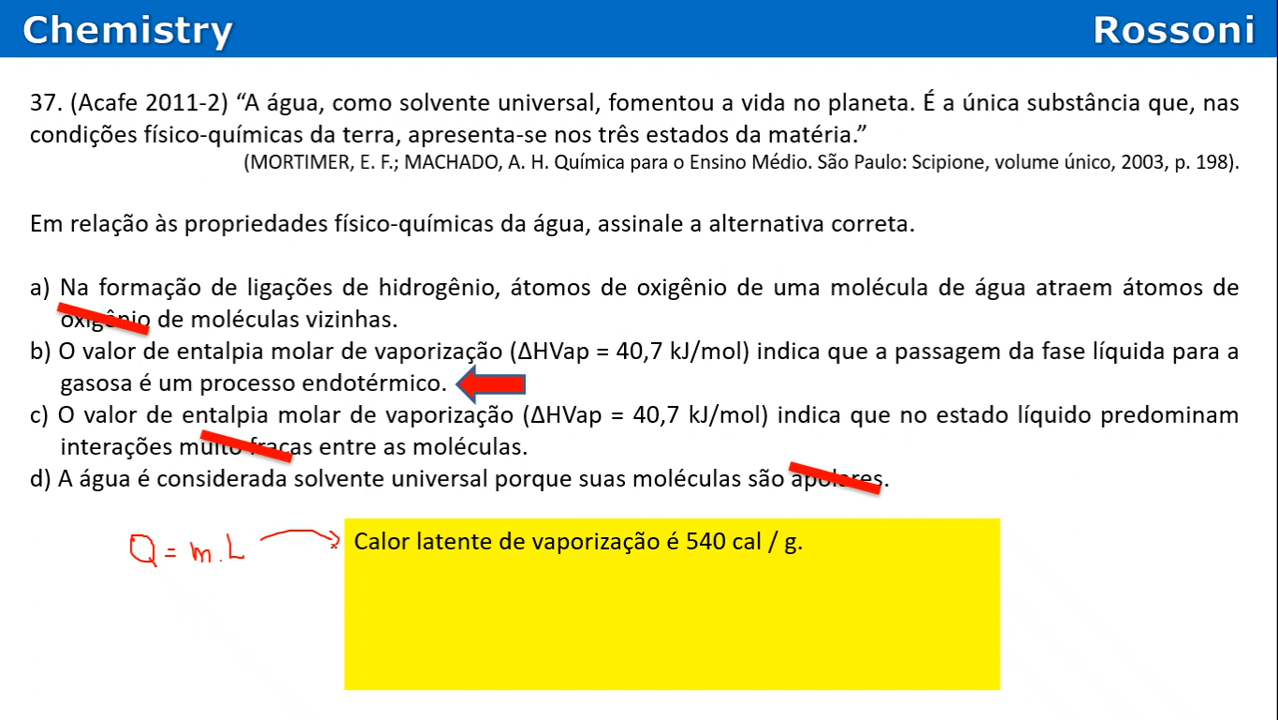 Chemistry
Rossoni
37. (Acafe 2011-2) “A água, como solvente universal, fomentou a vida no planeta. É a única substância que, nas
condições físico-químicas da terra, apresenta-se nos três estados da matéria.”
(MORTIMER, E. F.; MACHADO, A. H. Química para o Ensino Médio. São Paulo: Scipione, volume único, 2003, p. 198).
Em relação às propriedades físico-químicas da água, assinale a alternativa correta.
a) Na formação de ligações de hidrogênio, átomos de oxigênio de uma molécula de água atraem átomos de
oxigênio de moléculas vizinhas.
b) O valor de entalpia molar de vaporização (ΔHVap = 40,7 kJ/mol) indica que a passagem da fase líquida para a
gasosa é um processo endotérmico.
c) O valor de entalpia molar de vaporização (ΔHVap = 40,7 kJ/mol) indica que no estado líquido predominam
interações muito fracas entre as moléculas.
d) A água é considerada solvente universal porque suas moléculas são apolares.
Q = m.L
Calor latente de vaporização é 540 cal / g.